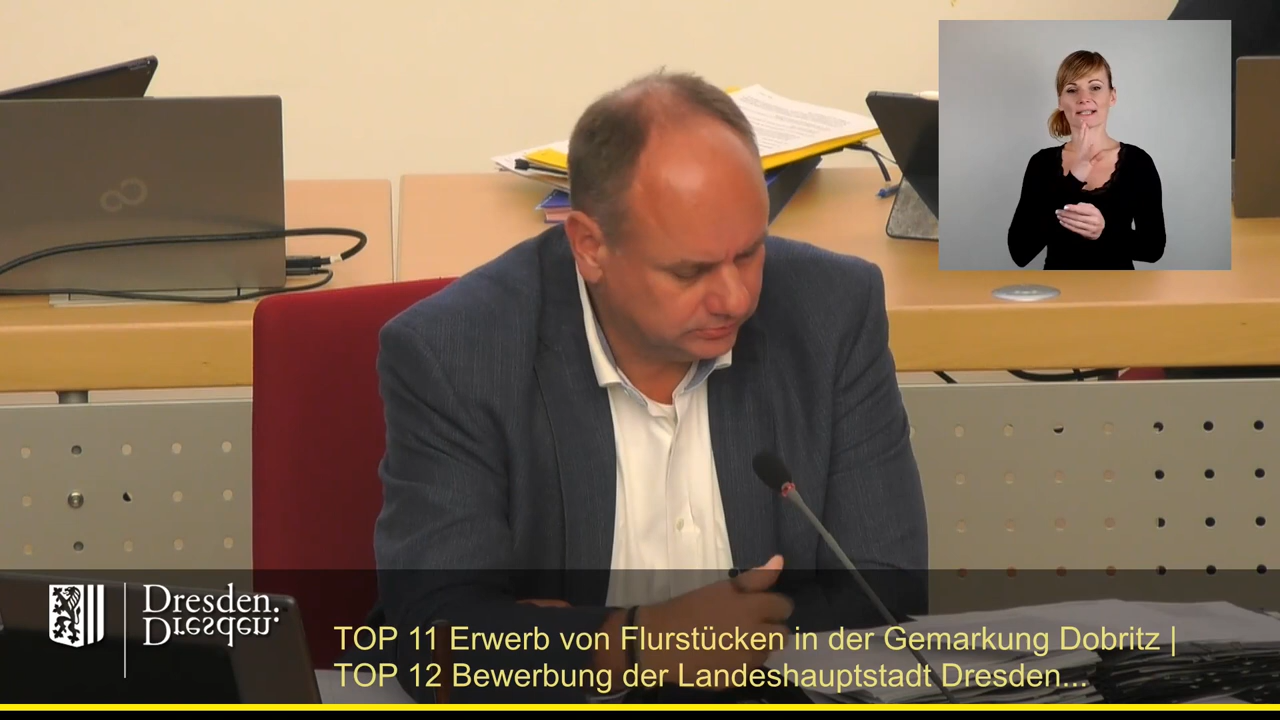 Dresden.
Dresden.
TOP 11 Erwerb von Flurstücken in der Gemarkung Dobritz |
TOP 12 Bewerbung der Landeshauptstadt Dresden...